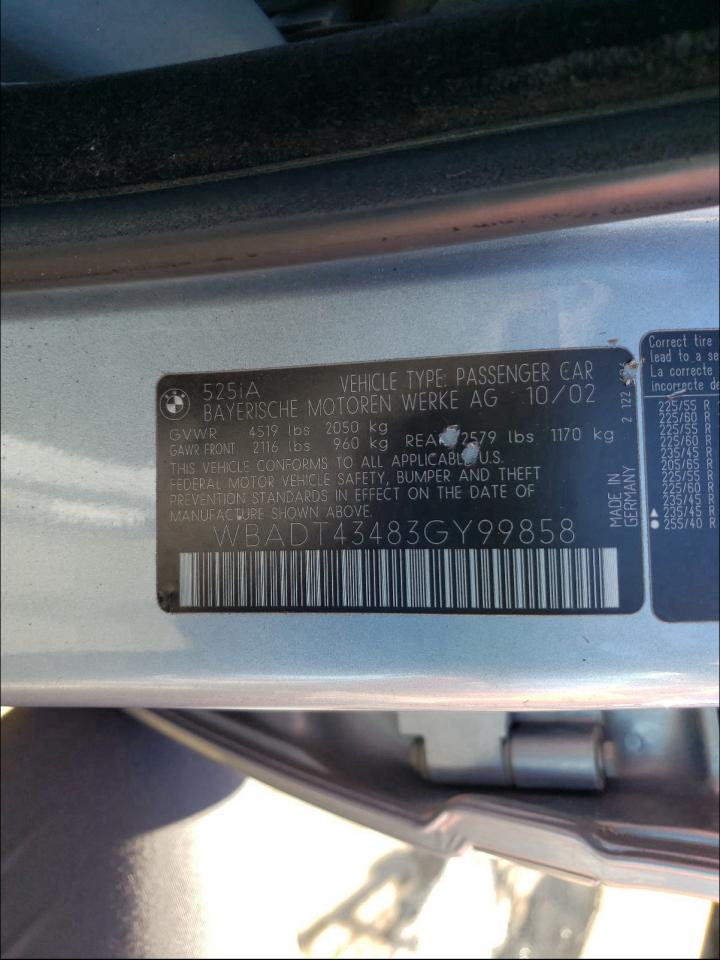 525iA VEHICLE TYPE: PASSENGER CAR
BAYERISCHE MOTOREN WERKE AG 10/02
GVWR 4519 lbs 2050 kg
GAWR FRONT 2116 lbs 960 kg REAR 2579 lbs 1170 kg
THIS VEHICLE CONFORMS TO ALL APPLICABLE U.S.
FEDERAL MOTOR VEHICLE SAFETY, BUMPER AND THEFT
PREVENTION STANDARDS IN EFFECT ON THE DATE OF
MANUFACTURE SHOWN ABOVE.
WBADT43483GY99858
MADE IN
GERMANY
2 122
Correct tire
lead to a se
La correcte
incorrecte de
225/55 R
225/60 R
225/55 R
225/60 R
235/45 R
205/65 R
225/55 R
225/60 R
235/45 R
235/45 R
255/40 R